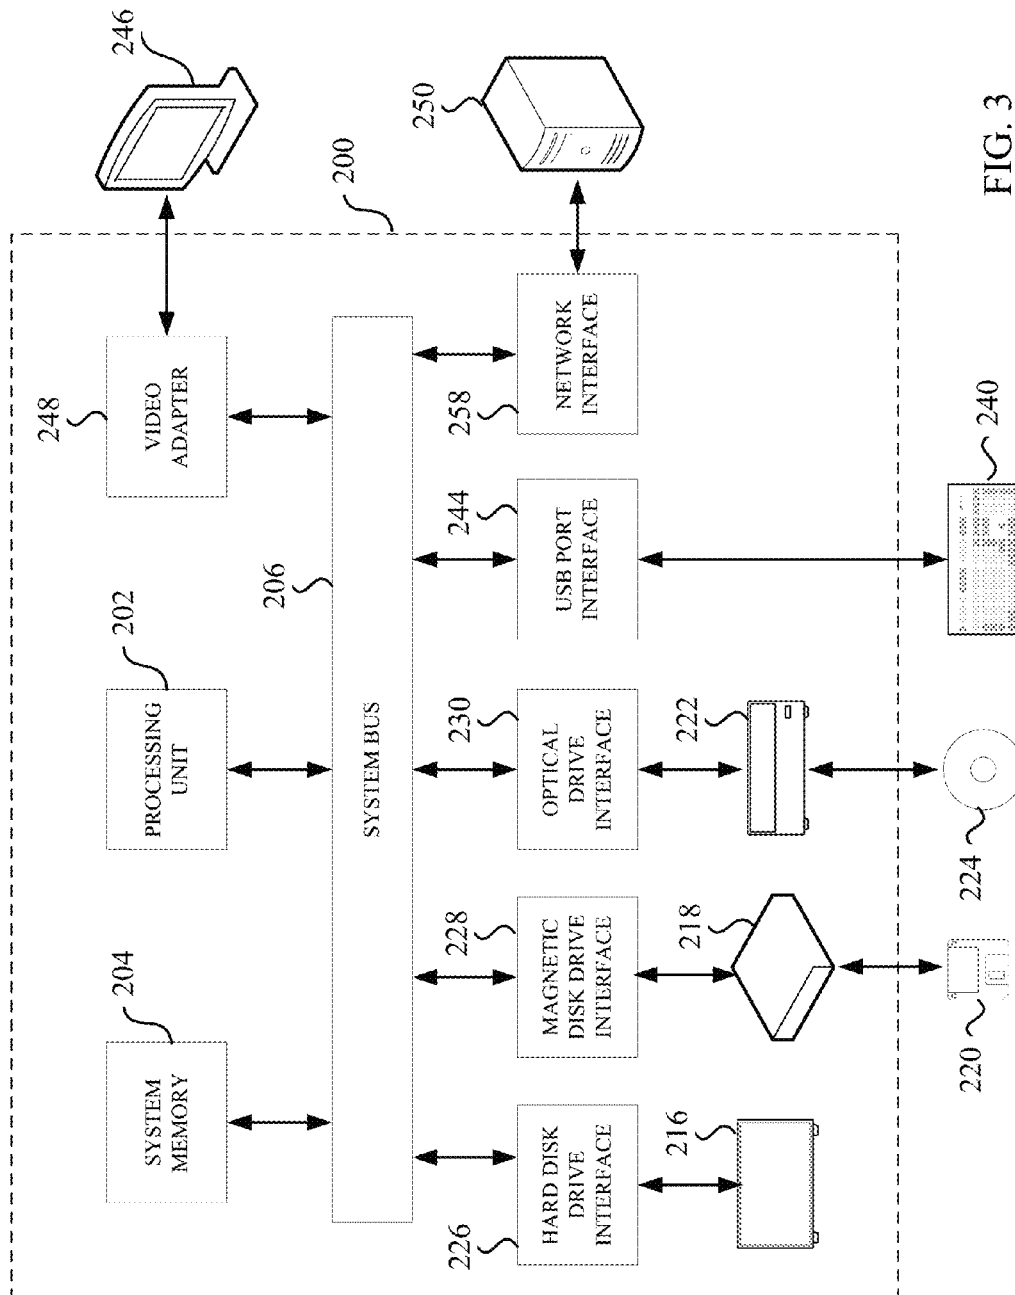 204
SYSTEM
MEMORY
202
PROCESSING
UNIT
248
VIDEO
ADAPTER
246
200
206
SYSTEM BUS
226
HARD DISK
DRIVE
INTERFACE
228
MAGNETIC
DISK DRIVE
INTERFACE
230
OPTICAL
DRIVE
INTERFACE
244
USB PORT
INTERFACE
258
NETWORK
INTERFACE
250
216
218
222
220
224
240
FIG. 3